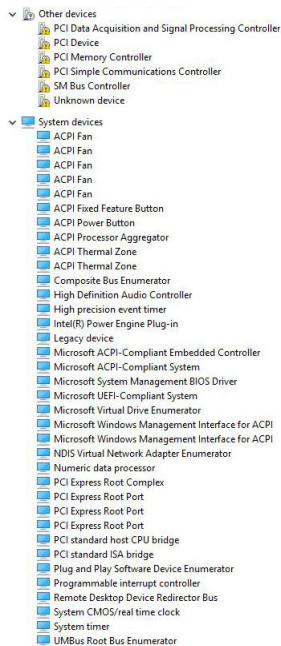 Other devices
PCI Data Acquisition and Signal Processing Controller
PCI Device
PCI Memory Controller
PCI Simple Communications Controller
SM Bus Controller
Unknown device
System devices
ACPI Fan
ACPI Fan
ACPI Fan
ACPI Fan
ACPI Fan
ACPI Fixed Feature Button
ACPI Power Button
ACPI Processor Aggregator
ACPI Thermal Zone
ACPI Thermal Zone
Composite Bus Enumerator
High Definition Audio Controller
High precision event timer
Intel(R) Power Engine Plug-in
Legacy device
Microsoft ACPI-Compliant Embedded Controller
Microsoft ACPI-Compliant System
Microsoft System Management BIOS Driver
Microsoft UEFI-Compliant System
Microsoft Virtual Drive Enumerator
Microsoft Windows Management Interface for ACPI
Microsoft Windows Management Interface for ACPI
NDIS Virtual Network Adapter Enumerator
Numeric data processor
PCI Express Root Complex
PCI Express Root Port
PCI Express Root Port
PCI Express Root Port
PCI standard host CPU bridge
PCI standard ISA bridge
Plug and Play Software Device Enumerator
Programmable interrupt controller
Remote Desktop Device Redirector Bus
System CMOS/real time clock
System timer
UMBus Root Bus Enumerator